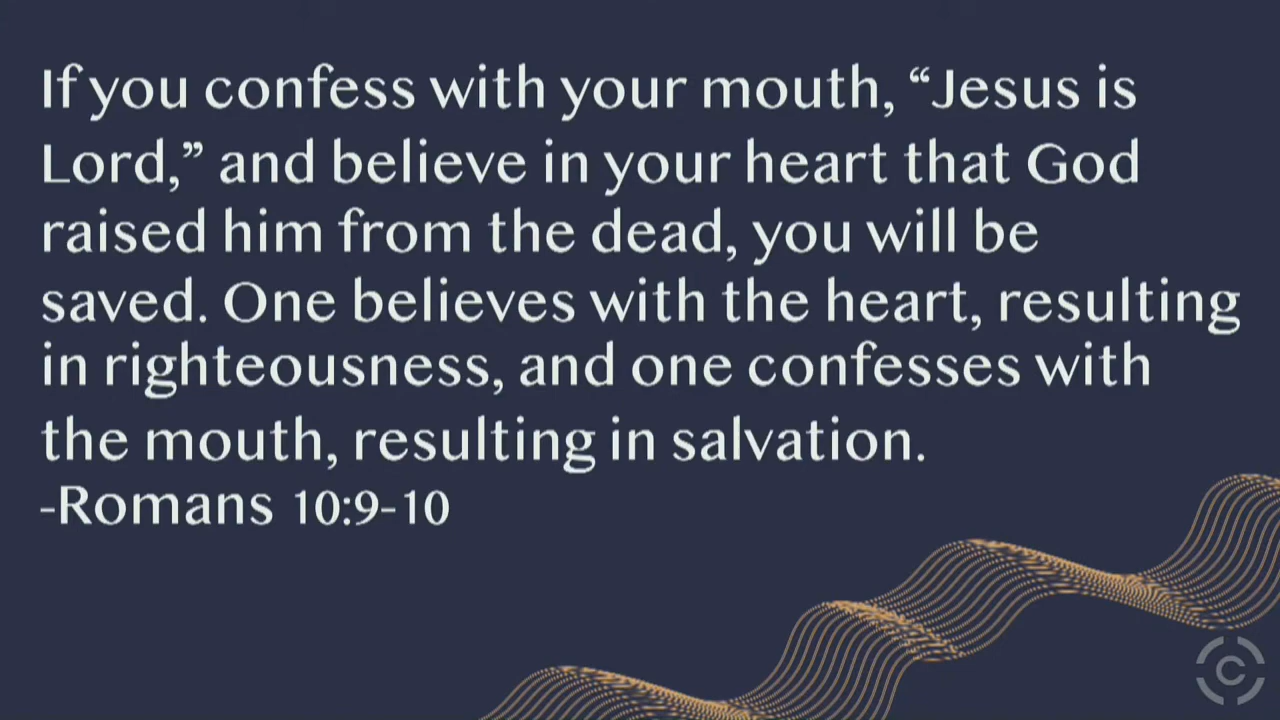 If you confess with your mouth, “Jesus is
Lord,” and believe in your heart that God
raised him from the dead, you will be
saved. One believes with the heart, resulting
in righteousness, and one confesses with
the mouth, resulting in salvation.
-Romans 10:9-10
C